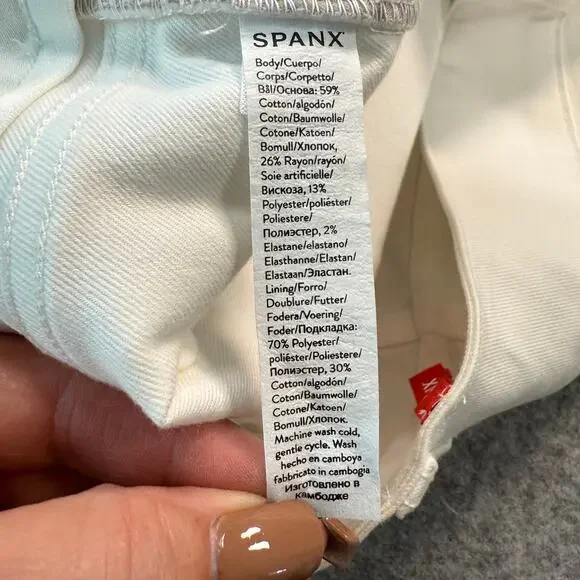 SPANX
Body/Cuerpo/
Corps/Corpetto/
Bål/Основа: 59%
Cotton/algodón/
Coton/Baumwolle/
Cotone/Katoen/
Bomull/Хлопок,
26% Rayon/rayón/
Soie artificielle/
Вискоза, 13%
Polyester/poliéster/
Poliestere/
Полиэстер, 2%
Elastane/elastano/
Elasthanne/Elastan/
Elastaan/Эластан.
Lining/Forro/
Doublure/Futter/
Fodera/Voering/
Foder/Подкладка:
70% Polyester/
poliéster/Poliestere/
Полиэстер, 30%
Cotton/algodón/
Coton/Baumwolle/
Cotone/Katoen/
Bomull/Хлопок.
Machine wash cold,
gentle cycle. Wash
hecho en camboya
fabbricato in cambogia
Изготовлено в
Камбодже
X